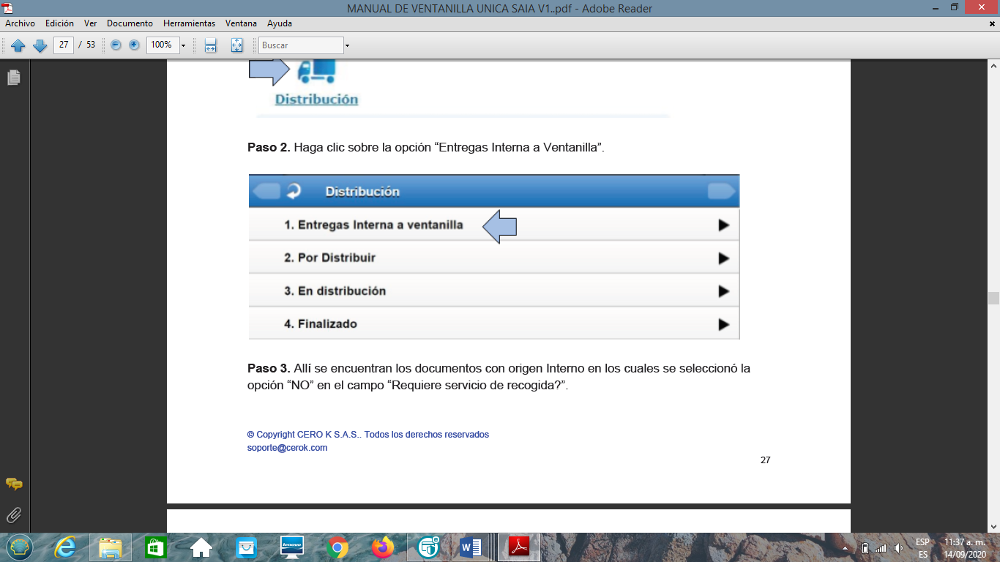 MANUAL DE VENTANILLA UNICA SAIA V1..pdf - Adobe Reader
Archivo Edición Ver Documento Herramientas Ventana Ayuda
27 / 53 100% Buscar
Distribución
Paso 2. Haga clic sobre la opción “Entregas Interna a Ventanilla”.
Distribución
1. Entregas Interna a ventanilla
2. Por Distribuir
3. En distribución
4. Finalizado
Paso 3. Allí se encuentran los documentos con origen Interno en los cuales se seleccionó la
opción “NO” en el campo “Requiere servicio de recogida?”.
© Copyright CERO K S.A.S.. Todos los derechos reservados
soporte@cerok.com
27
ESP 11:37 a. m.
ES 14/09/2020